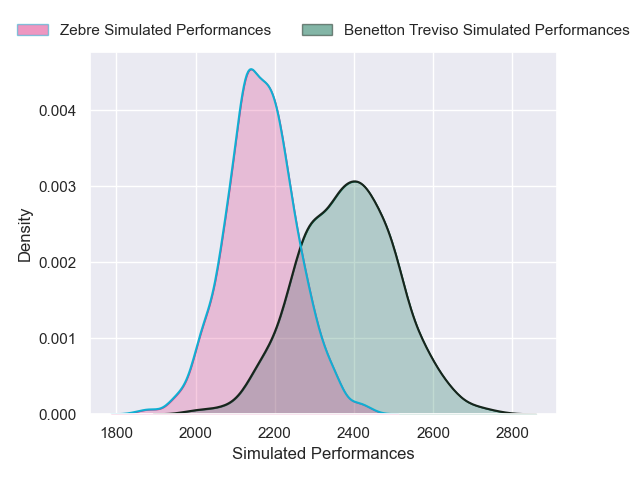 Zebre Simulated Performances Benetton Treviso Simulated Performances
0.004
0.003
0.002
0.001
0.000
Density
1800 2000 2200 2400 2600 2800
Simulated Performances